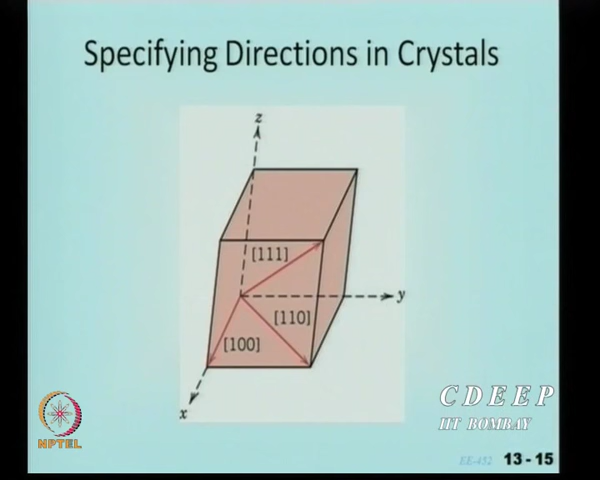 Specifying Directions in Crystals
z
[111]
y
[110]
[100]
x
CDEEP
IIT BOMBAY
NPTEL
EE-452 13 - 15